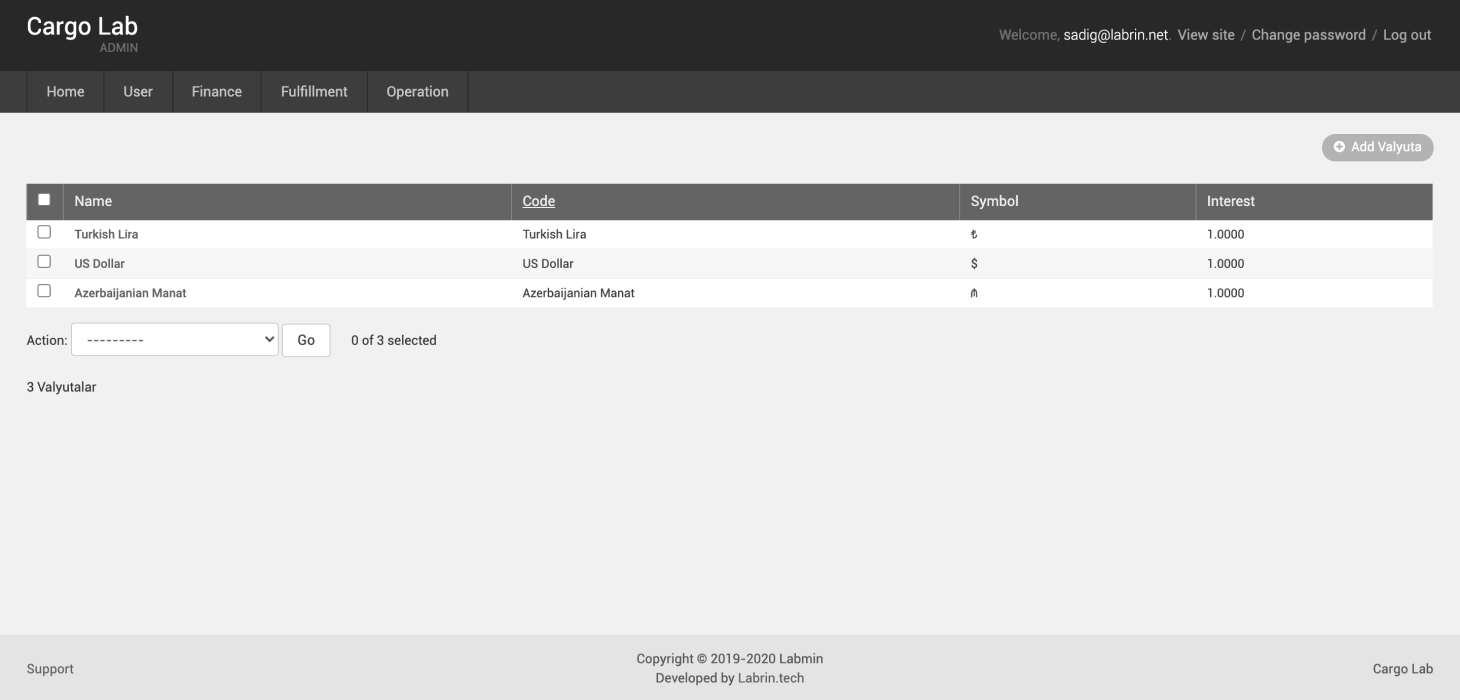 Cargo Lab
ADMIN
Welcome, sadig@labrin.net. View site / Change password / Log out
Home User Finance Fulfillment Operation
Add Valyuta
Name Code Symbol Interest
Turkish Lira Turkish Lira ₺ 1.0000
US Dollar US Dollar $ 1.0000
Azerbaijanian Manat Azerbaijanian Manat ₼ 1.0000
Action: --------- Go 0 of 3 selected
3 Valyutalar
Support
Copyright © 2019-2020 Labmin
Developed by Labrin.tech
Cargo Lab